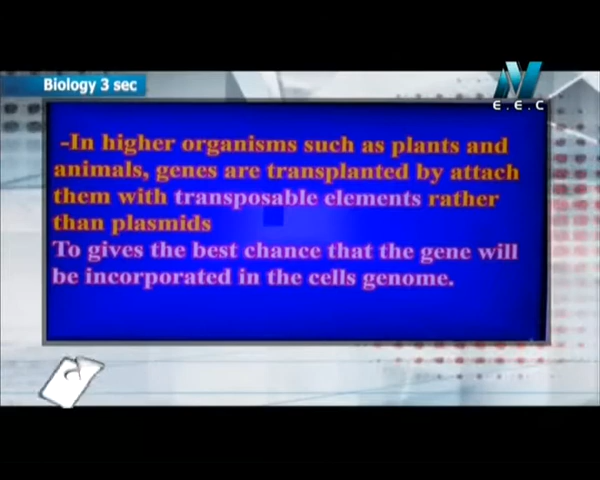 Biology 3 sec
E.E.C
-In higher organisms such as plants and
animals, genes are transplanted by attach
them with transposable elements rather
than plasmids
To gives the best chance that the gene will
be incorporated in the cells genome.